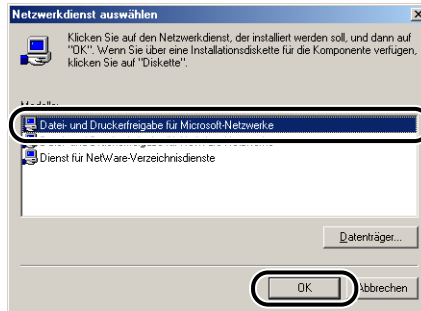 Netzwerkdienst auswählen
Klicken Sie auf den Netzwerkdienst, der installiert werden soll, und dann auf
"OK". Wenn Sie über eine Installationsdiskette für die Komponente verfügen,
klicken Sie auf "Diskette".
Modelle:
Datei- und Druckerfreigabe für Microsoft-Netzwerke
Dienst für NetWare-Verzeichnisdienste
Datenträger...
OK
Abbrechen